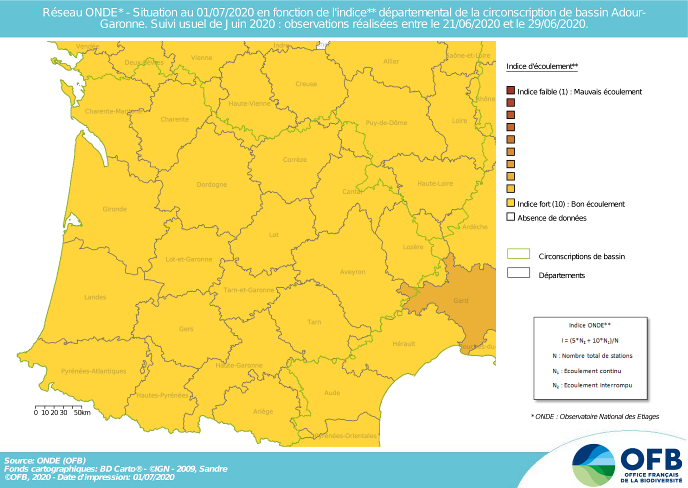 Réseau ONDE* - Situation au 01/07/2020 en fonction de l'indice** départemental de la circonscription de bassin Adour-
Garonne. Suivi usuel de Juin 2020 : observations réalisées entre le 21/06/2020 et le 29/06/2020.
Vendée
Deux-Sèvres
Vienne
Indre
Creuse
Allier
Saône-et-Loire
Rhône
Charente-Maritime
Charente
Haute-Vienne
Puy-de-Dôme
Loire
Corrèze
Dordogne
Cantal
Haute-Loire
Gironde
Ardèche
Lot
Lozère
Lot-et-Garonne
Aveyron
Tarn-et-Garonne
Landes
Gard
Gers
Tarn
Hérault
Haute-Garonne
Pyrénées-Atlantiques
Hautes-Pyrénées
Aude
Ariège
Pyrénées-Orientales
0 10 20 30 50km
Indice d'écoulement**
Indice faible (1) : Mauvais écoulement
Indice fort (10) : Bon écoulement
Absence de données
Circonscriptions de bassin
Départements
Indice ONDE**
I = (5*N₂ + 10*N₁)/N
N : Nombre total de stations
N₁ : Ecoulement continu
N₂ : Ecoulement interrompu
* ONDE : Observatoire National des Etiages
Source: ONDE (OFB)
Fonds cartographiques: BD Carto® - ©IGN - 2009, Sandre
©OFB, 2020 - Date d'impression: 01/07/2020
OFB
OFFICE FRANÇAIS
DE LA BIODIVERSITÉ